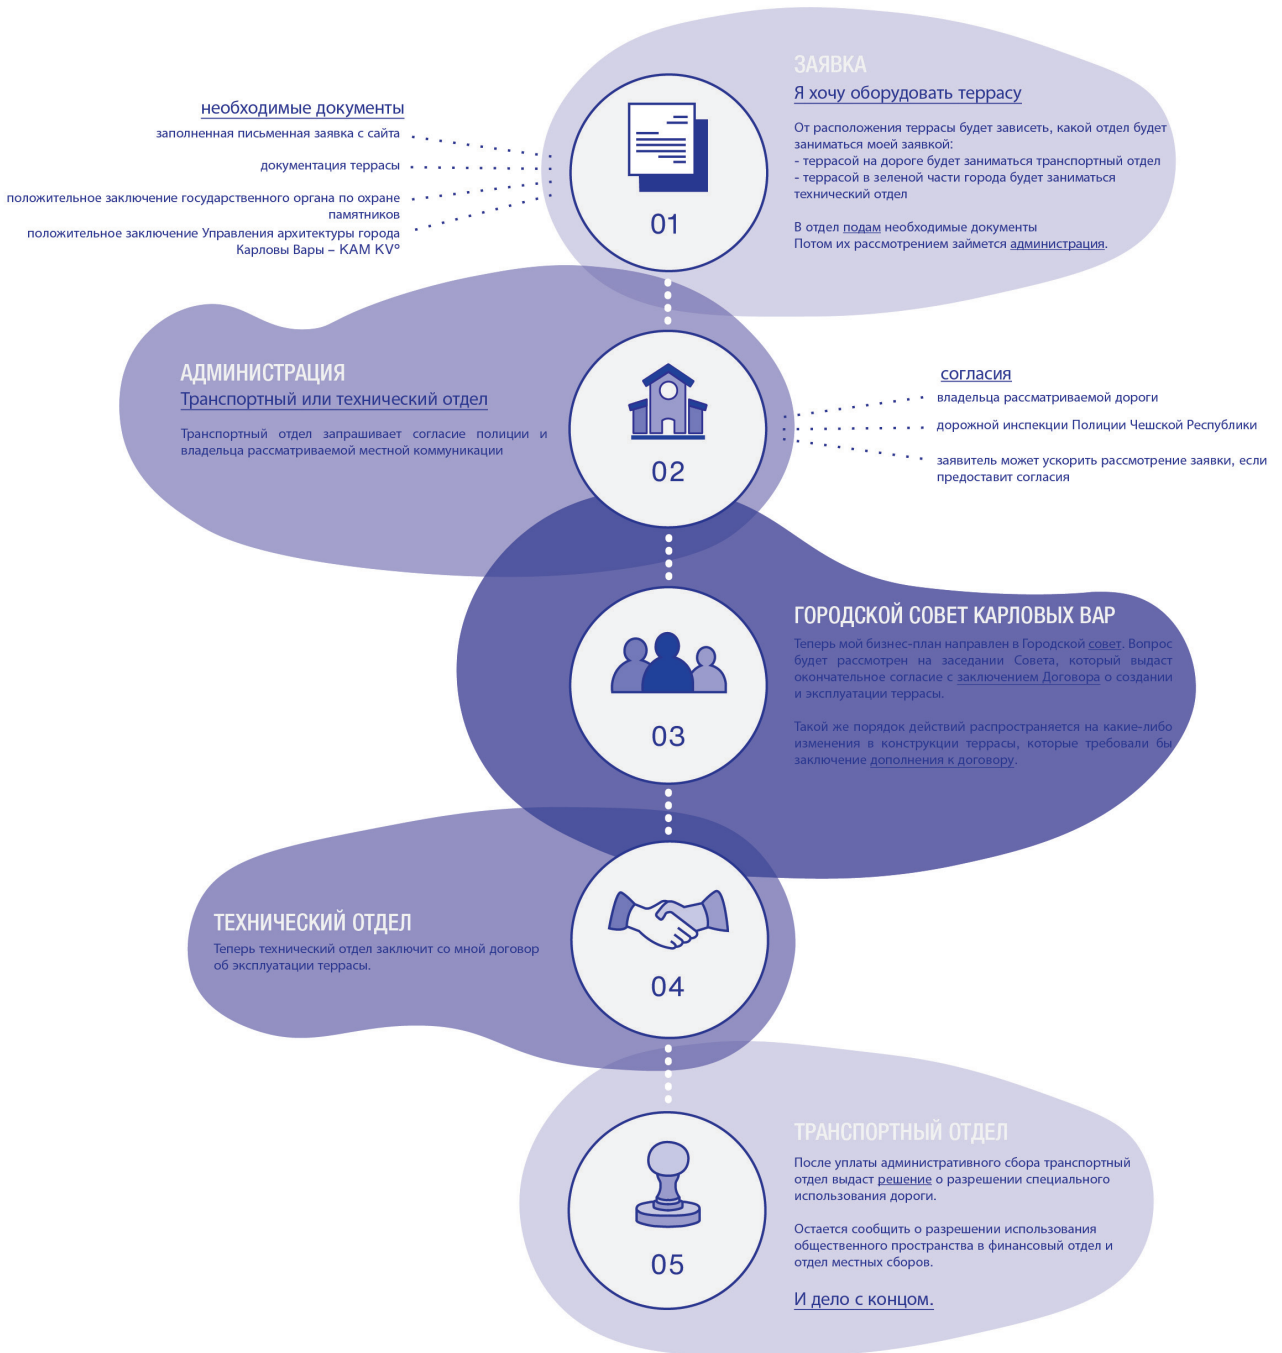 ЗАЯВКА
Я хочу оборудовать террасу
От расположения террасы будет зависеть, какой отдел будет
заниматься моей заявкой:
- террасой на дороге будет заниматься транспортный отдел
- террасой в зеленой части города будет заниматься
технический отдел
В отдел подам необходимые документы
Потом их рассмотрением займется администрация.
необходимые документы
заполненная письменная заявка с сайта
документация террасы
положительное заключение государственного органа по охране
памятников
положительное заключение Управления архитектуры города
Карловы Вары – KAM KV°
01
АДМИНИСТРАЦИЯ
Транспортный или технический отдел
Транспортный отдел запрашивает согласие полиции и
владельца рассматриваемой местной коммуникации
02
согласия
владельца рассматриваемой дороги
дорожной инспекции Полиции Чешской Республики
заявитель может ускорить рассмотрение заявки, если
предоставит согласия
ГОРОДСКОЙ СОВЕТ КАРЛОВЫХ ВАР
Теперь мой бизнес-план направлен в Городской совет. Вопрос
будет рассмотрен на заседании Совета, который выдаст
окончательное согласие с заключением Договора о создании
и эксплуатации террасы.
Такой же порядок действий распространяется на какие-либо
изменения в конструкции террасы, которые требовали бы
заключение дополнения к договору.
03
ТЕХНИЧЕСКИЙ ОТДЕЛ
Теперь технический отдел заключит со мной договор
об эксплуатации террасы.
04
ТРАНСПОРТНЫЙ ОТДЕЛ
После уплаты административного сбора транспортный
отдел выдаст решение о разрешении специального
использования дороги.
Остается сообщить о разрешении использования
общественного пространства в финансовый отдел и
отдел местных сборов.
И дело с концом.
05